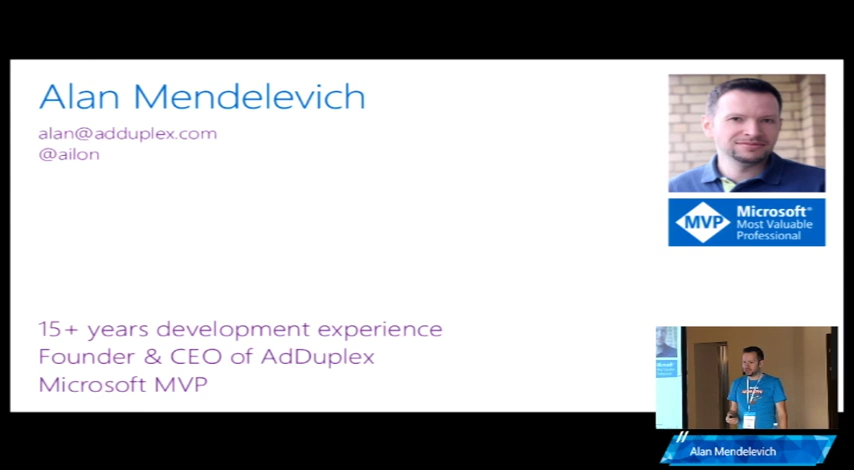 Alan Mendelevich
alan@adduplex.com
@ailon
MVP
Microsoft®
Most Valuable
Professional
15+ years development experience
Founder & CEO of AdDuplex
Microsoft MVP
Alan Mendelevich